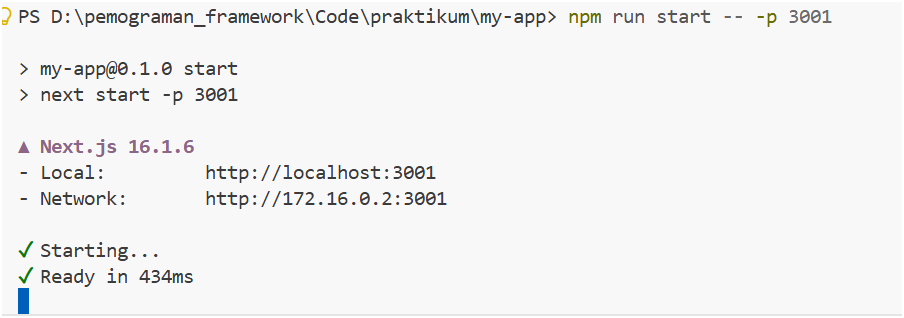 PS D:\pemograman_framework\Code\praktikum\my-app> npm run start -- -p 3001
> my-app@0.1.0 start
> next start -p 3001
▲ Next.js 16.1.6
- Local: http://localhost:3001
- Network: http://172.16.0.2:3001
✓ Starting...
✓ Ready in 434ms